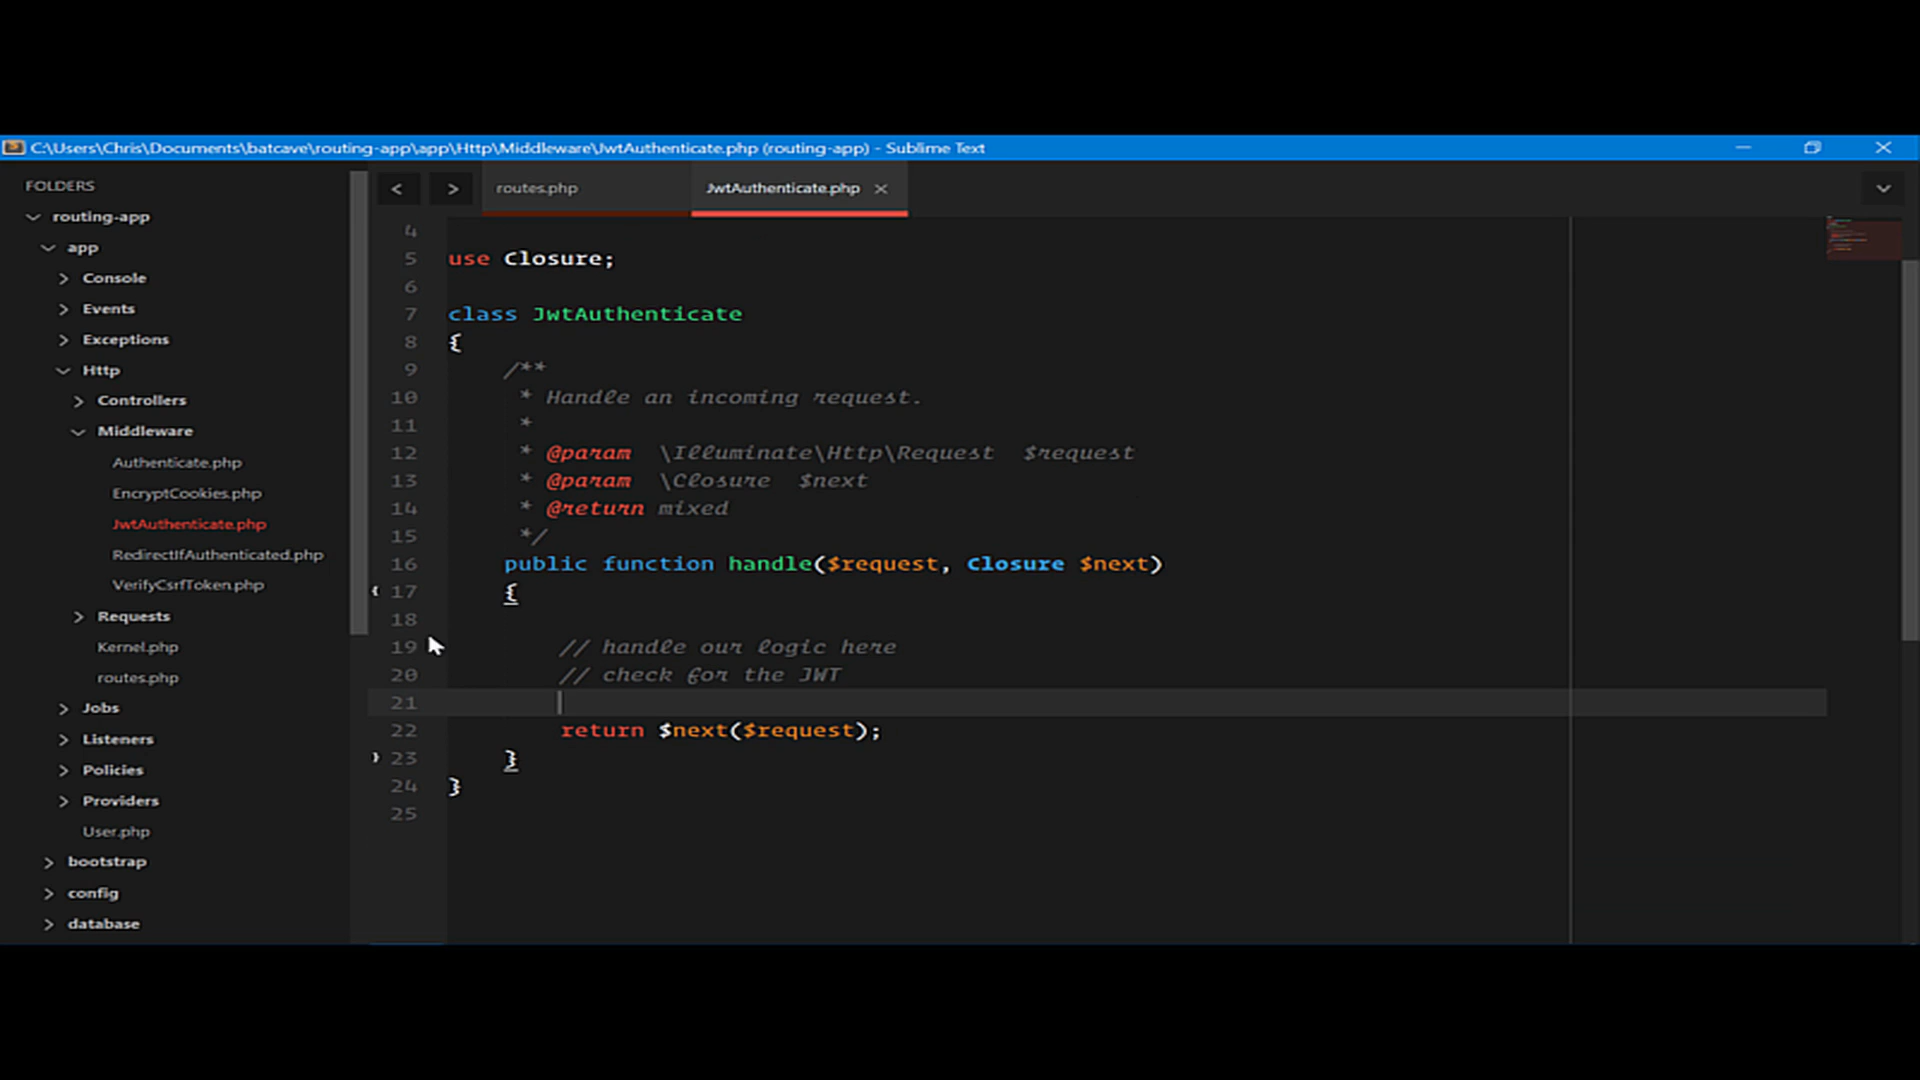 C:\Users\Chris\Documents\batcave\routing-app\app\Http\Middleware\JwtAuthenticate.php (routing-app) - Sublime Text
FOLDERS
routing-app
app
Console
Events
Exceptions
Http
Controllers
Middleware
Authenticate.php
EncryptCookies.php
JwtAuthenticate.php
RedirectIfAuthenticated.php
VerifyCsrfToken.php
Requests
Kernel.php
routes.php
Jobs
Listeners
Policies
Providers
User.php
bootstrap
config
database
routes.php
JwtAuthenticate.php
4
5 use Closure;
6
7 class JwtAuthenticate
8 {
9 /**
10 * Handle an incoming request.
11 *
12 * @param \Illuminate\Http\Request $request
13 * @param \Closure $next
14 * @return mixed
15 */
16 public function handle($request, Closure $next)
17 {
18
19 // handle our logic here
20 // check for the JWT
21
22 return $next($request);
23 }
24 }
25